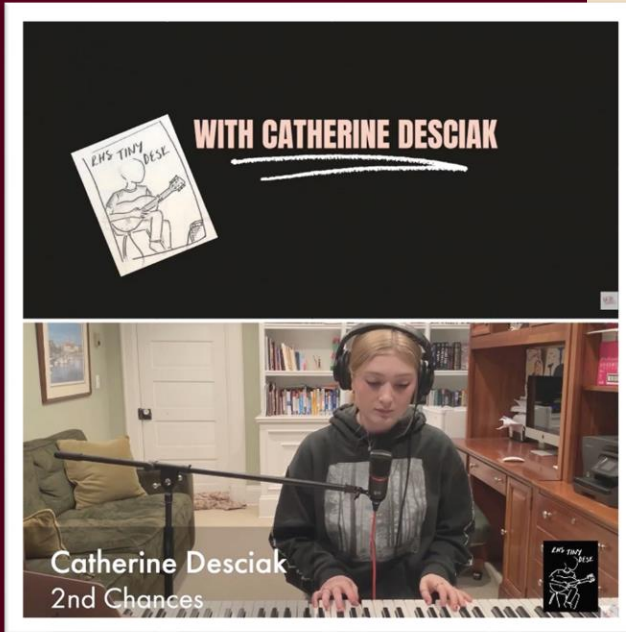 WITH CATHERINE DESCIAK
RHS TINY
DESK
Catherine Desciak
2nd Chances
RHS TINY
DESK